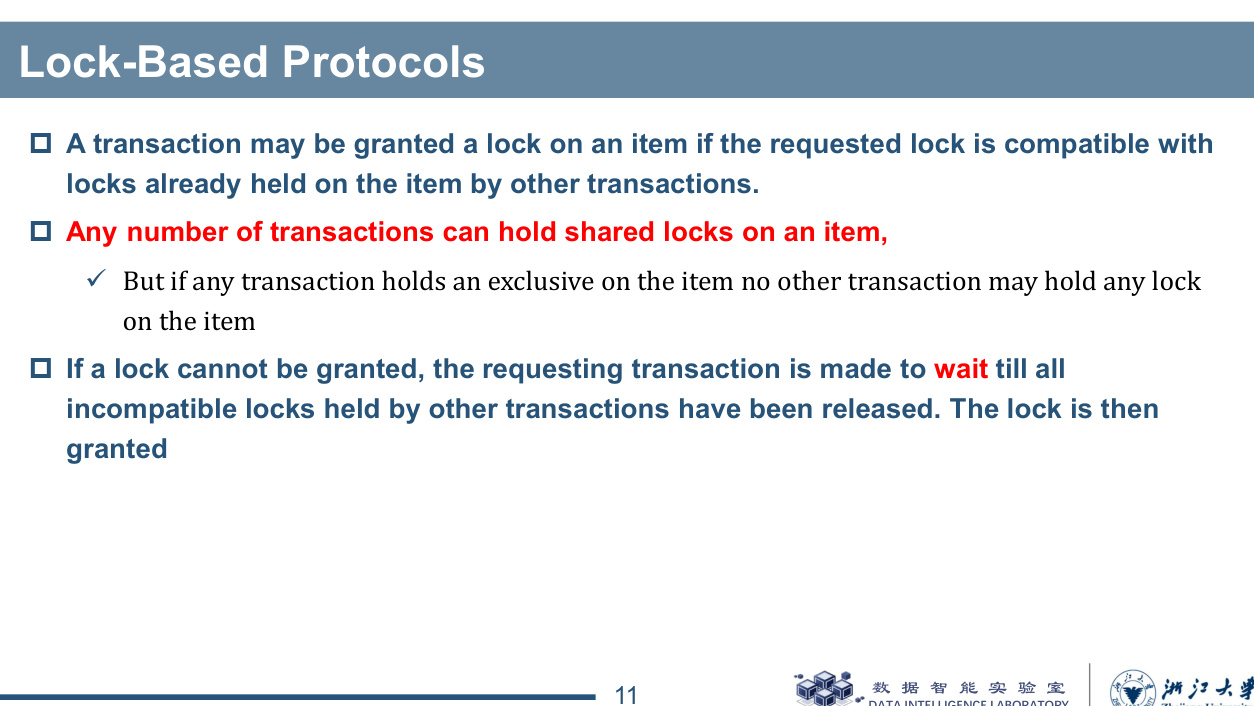 Lock-Based Protocols
A transaction may be granted a lock on an item if the requested lock is compatible with
locks already held on the item by other transactions.
Any number of transactions can hold shared locks on an item,
But if any transaction holds an exclusive on the item no other transaction may hold any lock
on the item
If a lock cannot be granted, the requesting transaction is made to wait till all
incompatible locks held by other transactions have been released. The lock is then
granted
11
数据智能实验室
DATA INTELLIGENCE LABORATORY
浙江大学
Zhejiang University